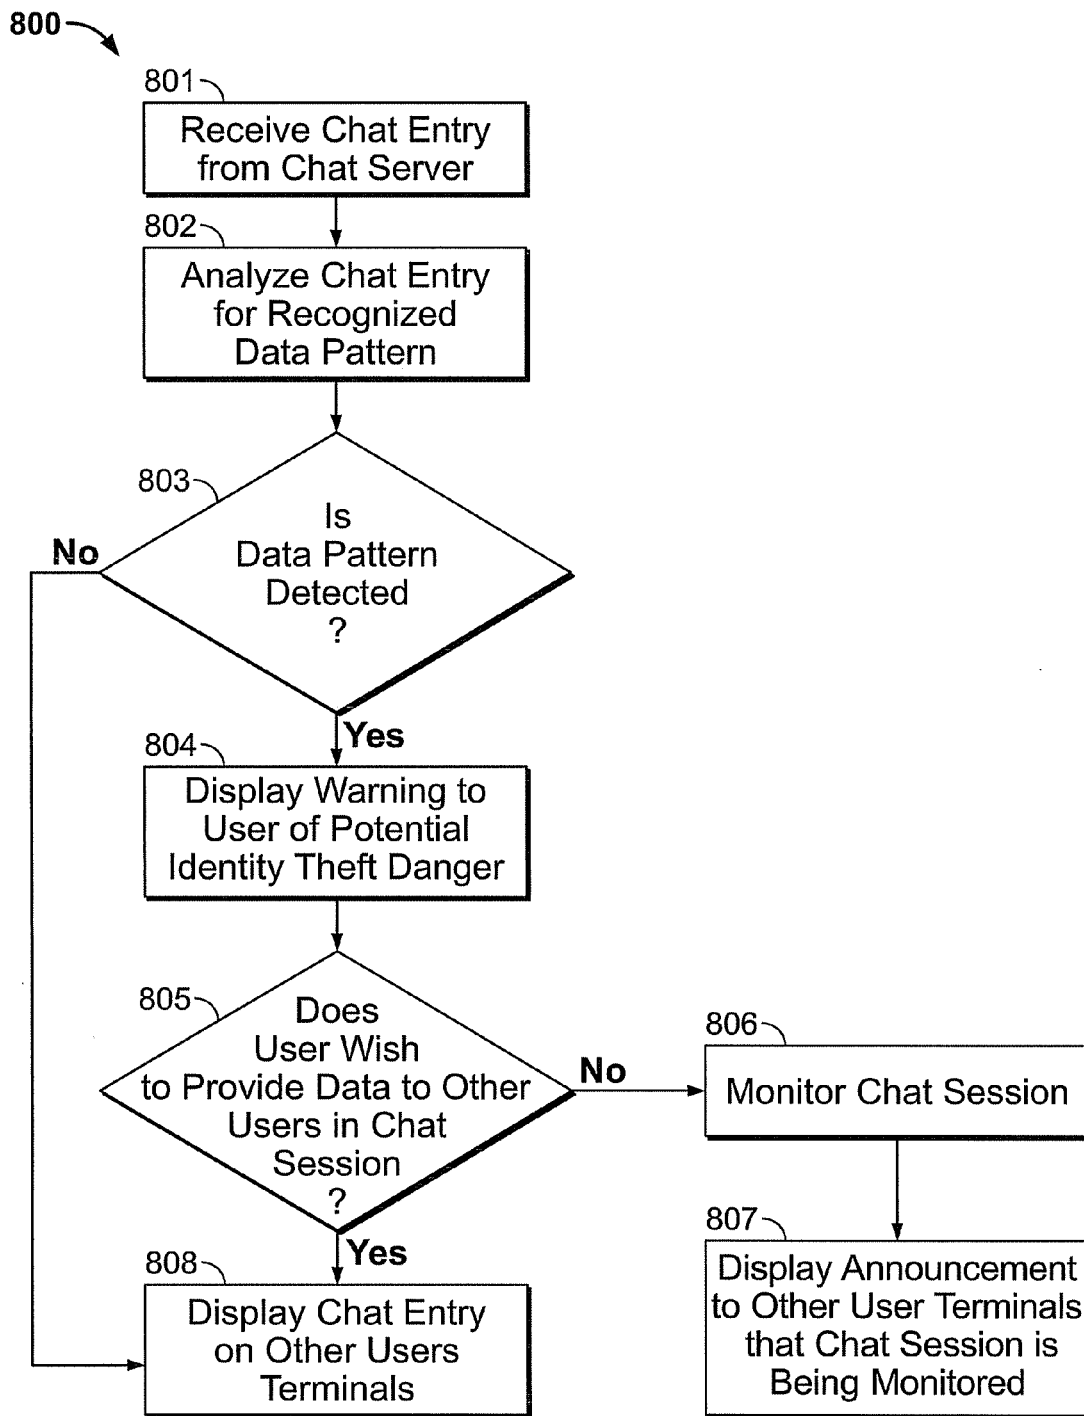 800
801
Receive Chat Entry
from Chat Server
802
Analyze Chat Entry
for Recognized
Data Pattern
803
Is
Data Pattern
Detected
?
No
Yes
804
Display Warning to
User of Potential
Identity Theft Danger
805
Does
User Wish
to Provide Data to Other
Users in Chat
Session
?
No
806
Monitor Chat Session
807
Display Announcement
to Other User Terminals
that Chat Session is
Being Monitored
Yes
808
Display Chat Entry
on Other Users
Terminals